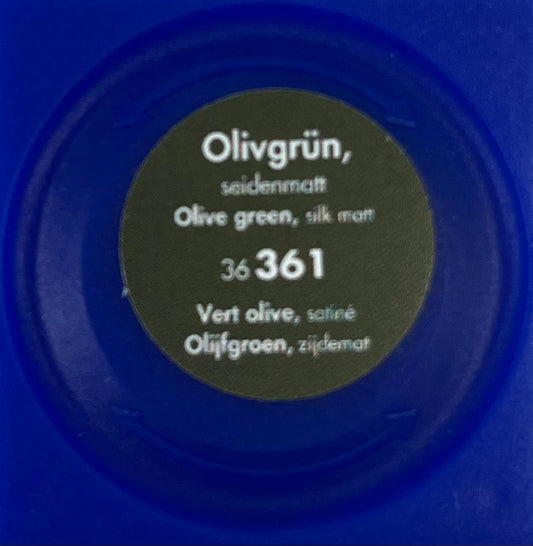 Olivgrün,
seidenmatt
Olive green, silk matt
36 361
Vert olive, satiné
Olijfgroen, zijdemat